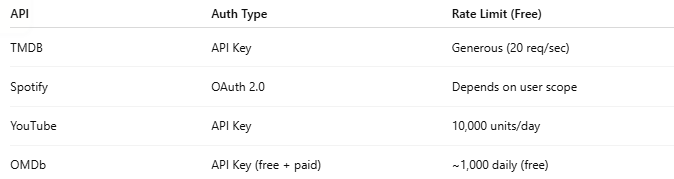 API Auth Type Rate Limit (Free)
TMDB API Key Generous (20 req/sec)
Spotify OAuth 2.0 Depends on user scope
YouTube API Key 10,000 units/day
OMDb API Key (free + paid) ~1,000 daily (free)